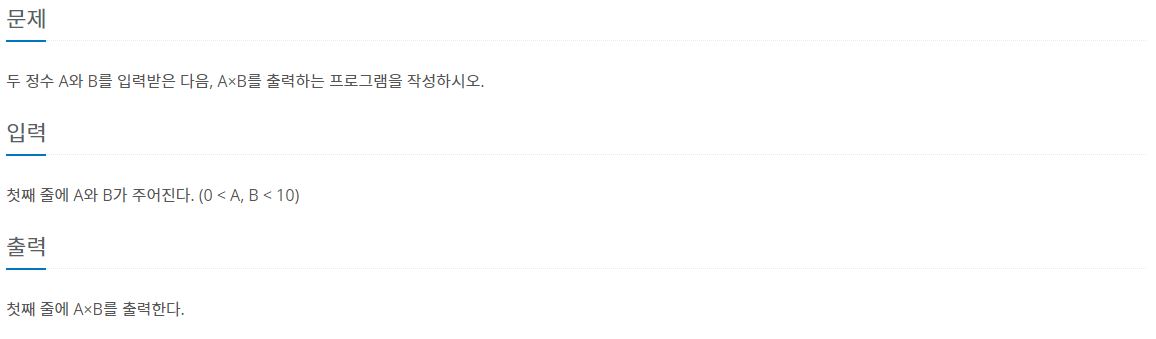 문제
두 정수 A와 B를 입력받은 다음, A×B를 출력하는 프로그램을 작성하시오.
입력
첫째 줄에 A와 B가 주어진다. (0 < A, B < 10)
출력
첫째 줄에 A×B를 출력한다.